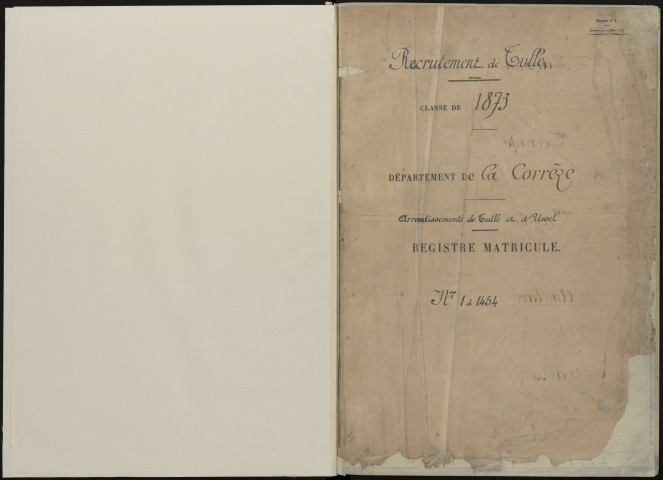 Recrutement de Tulle
CLASSE DE 1873
DÉPARTEMENT DE la Corrèze
Arrondissements de Tulle et d'Ussel
REGISTRE MATRICULE.
Nos 1 à 1454